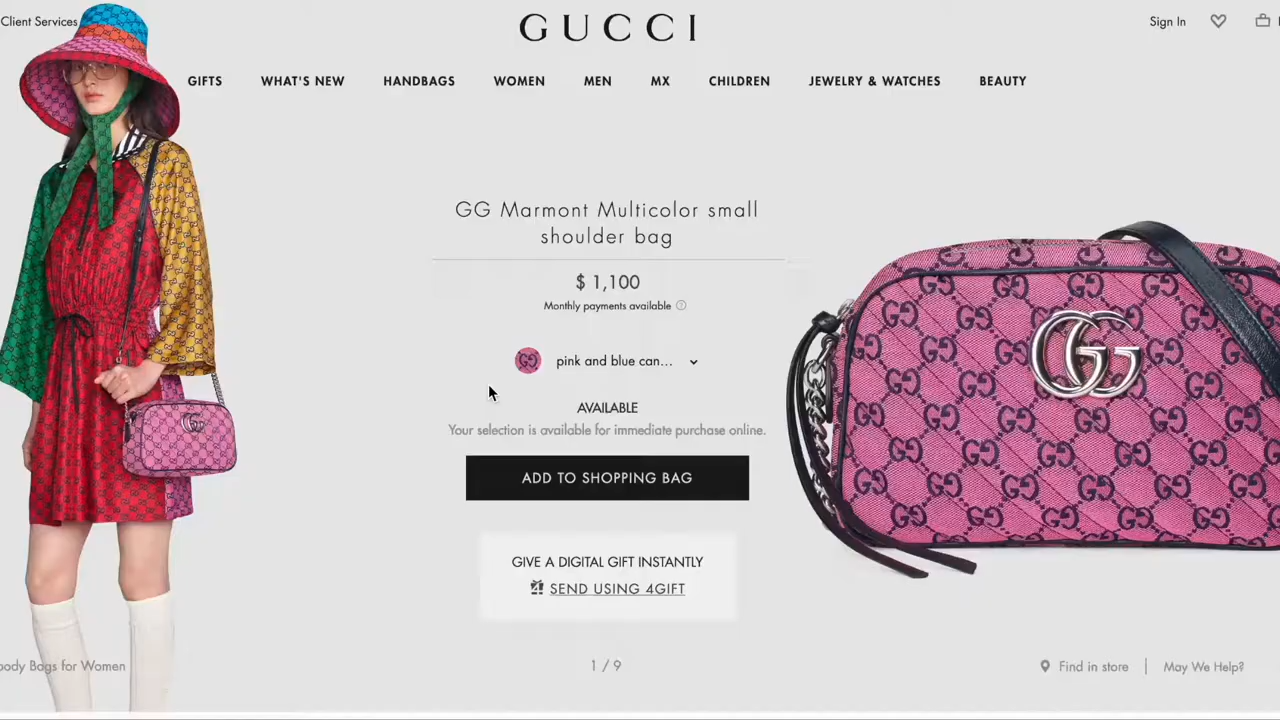 Client Services
GUCCI
Sign In
GIFTS WHAT'S NEW HANDBAGS WOMEN MEN MX CHILDREN JEWELRY & WATCHES BEAUTY
GG Marmont Multicolor small
shoulder bag
$ 1,100
Monthly payments available
pink and blue can...
AVAILABLE
Your selection is available for immediate purchase online.
ADD TO SHOPPING BAG
GIVE A DIGITAL GIFT INSTANTLY
SEND USING 4GIFT
Bags for Women
1 / 9
Find in store
May We Help?